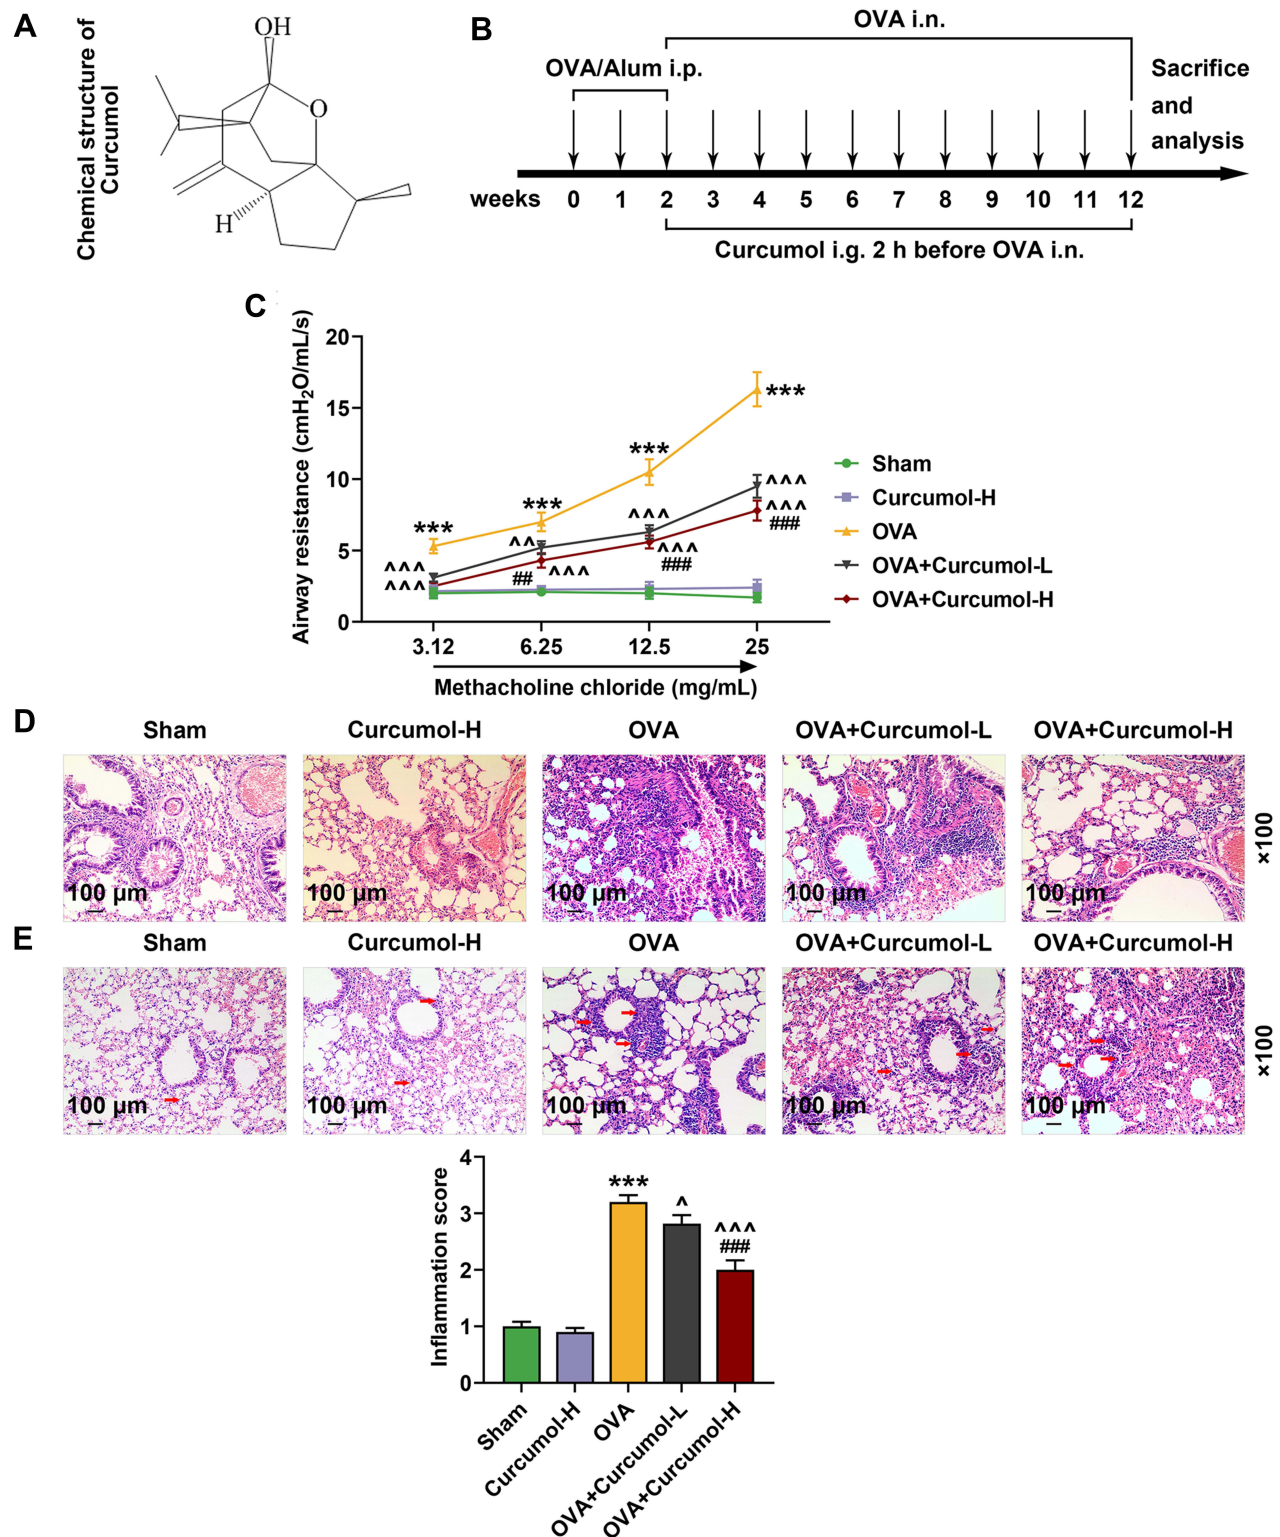 A
Chemical structure of
Curcumol
OH
O
H
B
OVA i.n.
OVA/Alum i.p.
Sacrifice
and
analysis
weeks 0 1 2 3 4 5 6 7 8 9 10 11 12
Curcumol i.g. 2 h before OVA i.n.
C
Airway resistance (cmH2O/mL/s)
20
15
10
5
0
***
***
***
***
^^^
^^^
^^
##
^^^
^^^
^^^
###
^^^
^^^
###
3.12 6.25 12.5 25
Methacholine chloride (mg/mL)
Sham
Curcumol-H
OVA
OVA+Curcumol-L
OVA+Curcumol-H
D
Sham Curcumol-H OVA OVA+Curcumol-L OVA+Curcumol-H
100 µm 100 µm 100 µm 100 µm 100 µm
×100
E
Sham Curcumol-H OVA OVA+Curcumol-L OVA+Curcumol-H
100 µm 100 µm 100 µm 100 µm 100 µm
×100
Inflammation score
4
3
2
1
0
***
^
^^^
###
Sham
Curcumol-H
OVA
OVA+Curcumol-L
OVA+Curcumol-H